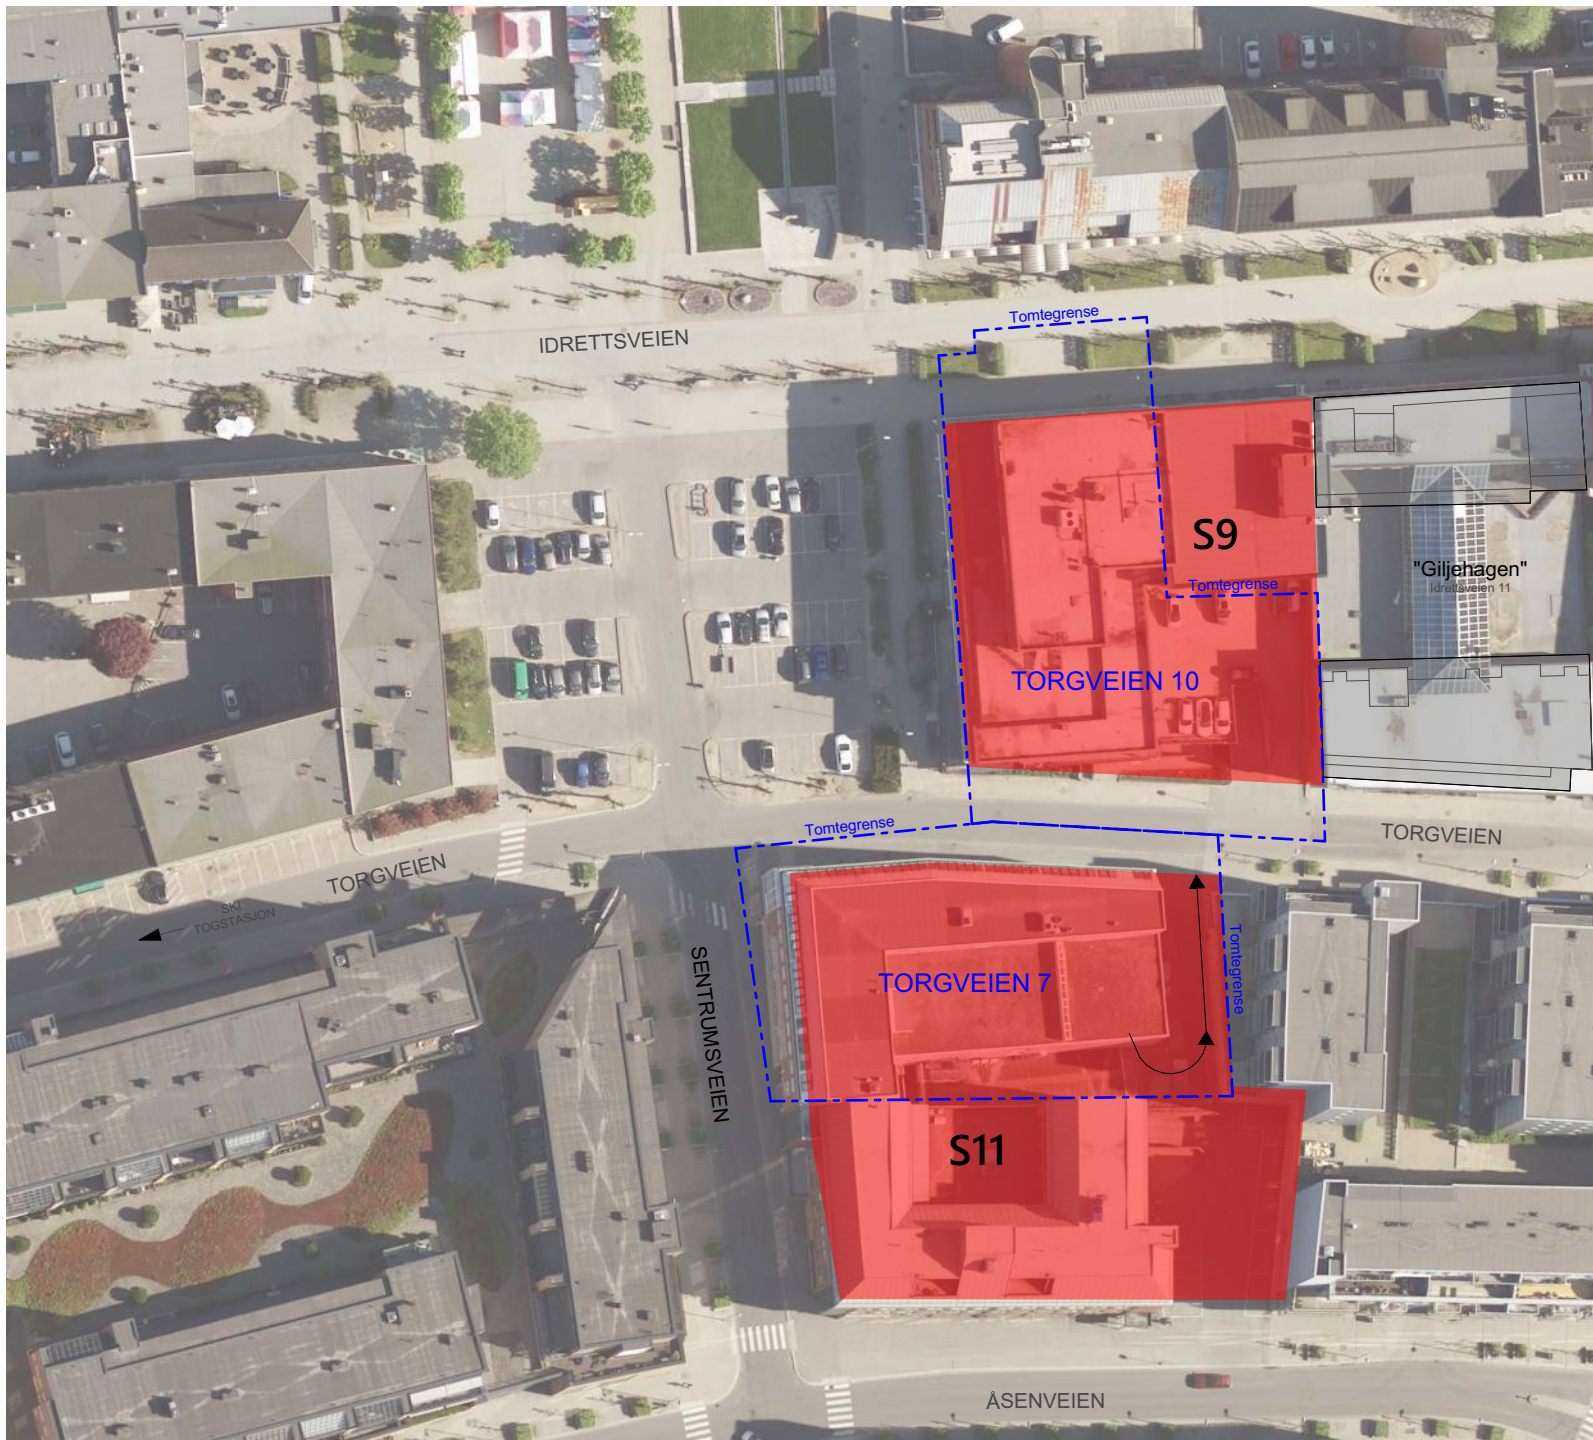 Tomtegrense
IDRETTSVEIEN
S9
"Giljehagen"
Idrettsveien 11
Tomtegrense
TORGVEIEN 10
Tomtegrense
TORGVEIEN
TORGVEIEN
SKI
TOGSTASJON
SENTRUMSVEIEN
TORGVEIEN 7
Tomtegrense
S11
ÅSENVEIEN